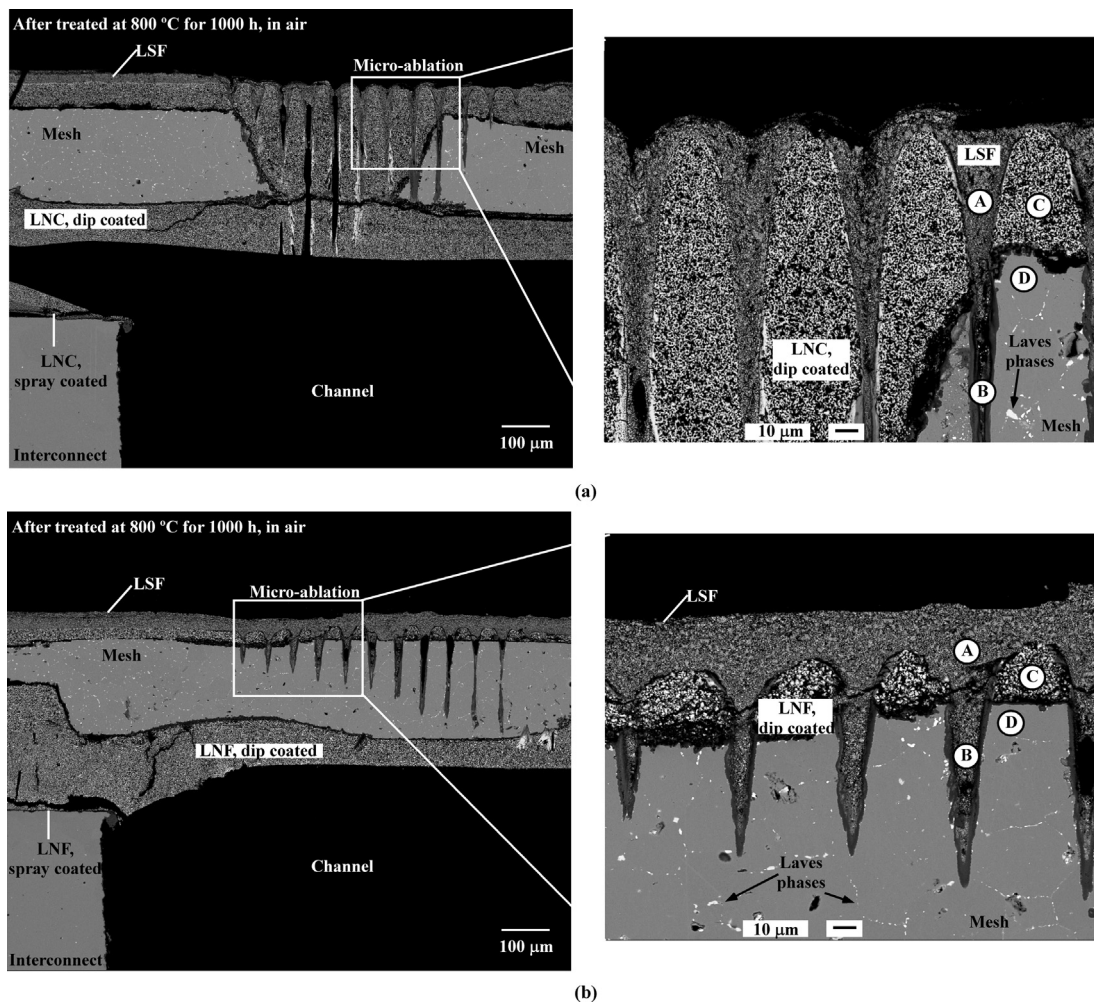 After treated at 800 ºC for 1000 h, in air
LSF
Micro-ablation
Mesh
Mesh
LNC, dip coated
LNC,
spray coated
Channel
Interconnect
100 μm
LSF
A
C
D
LNC,
dip coated
Laves
phases
B
10 μm
Mesh
(a)
After treated at 800 ºC for 1000 h, in air
LSF
Micro-ablation
Mesh
LNF, dip coated
LNF,
spray coated
Channel
Interconnect
100 μm
LSF
A
C
LNF,
dip coated
D
B
Laves
phases
10 μm
Mesh
(b)